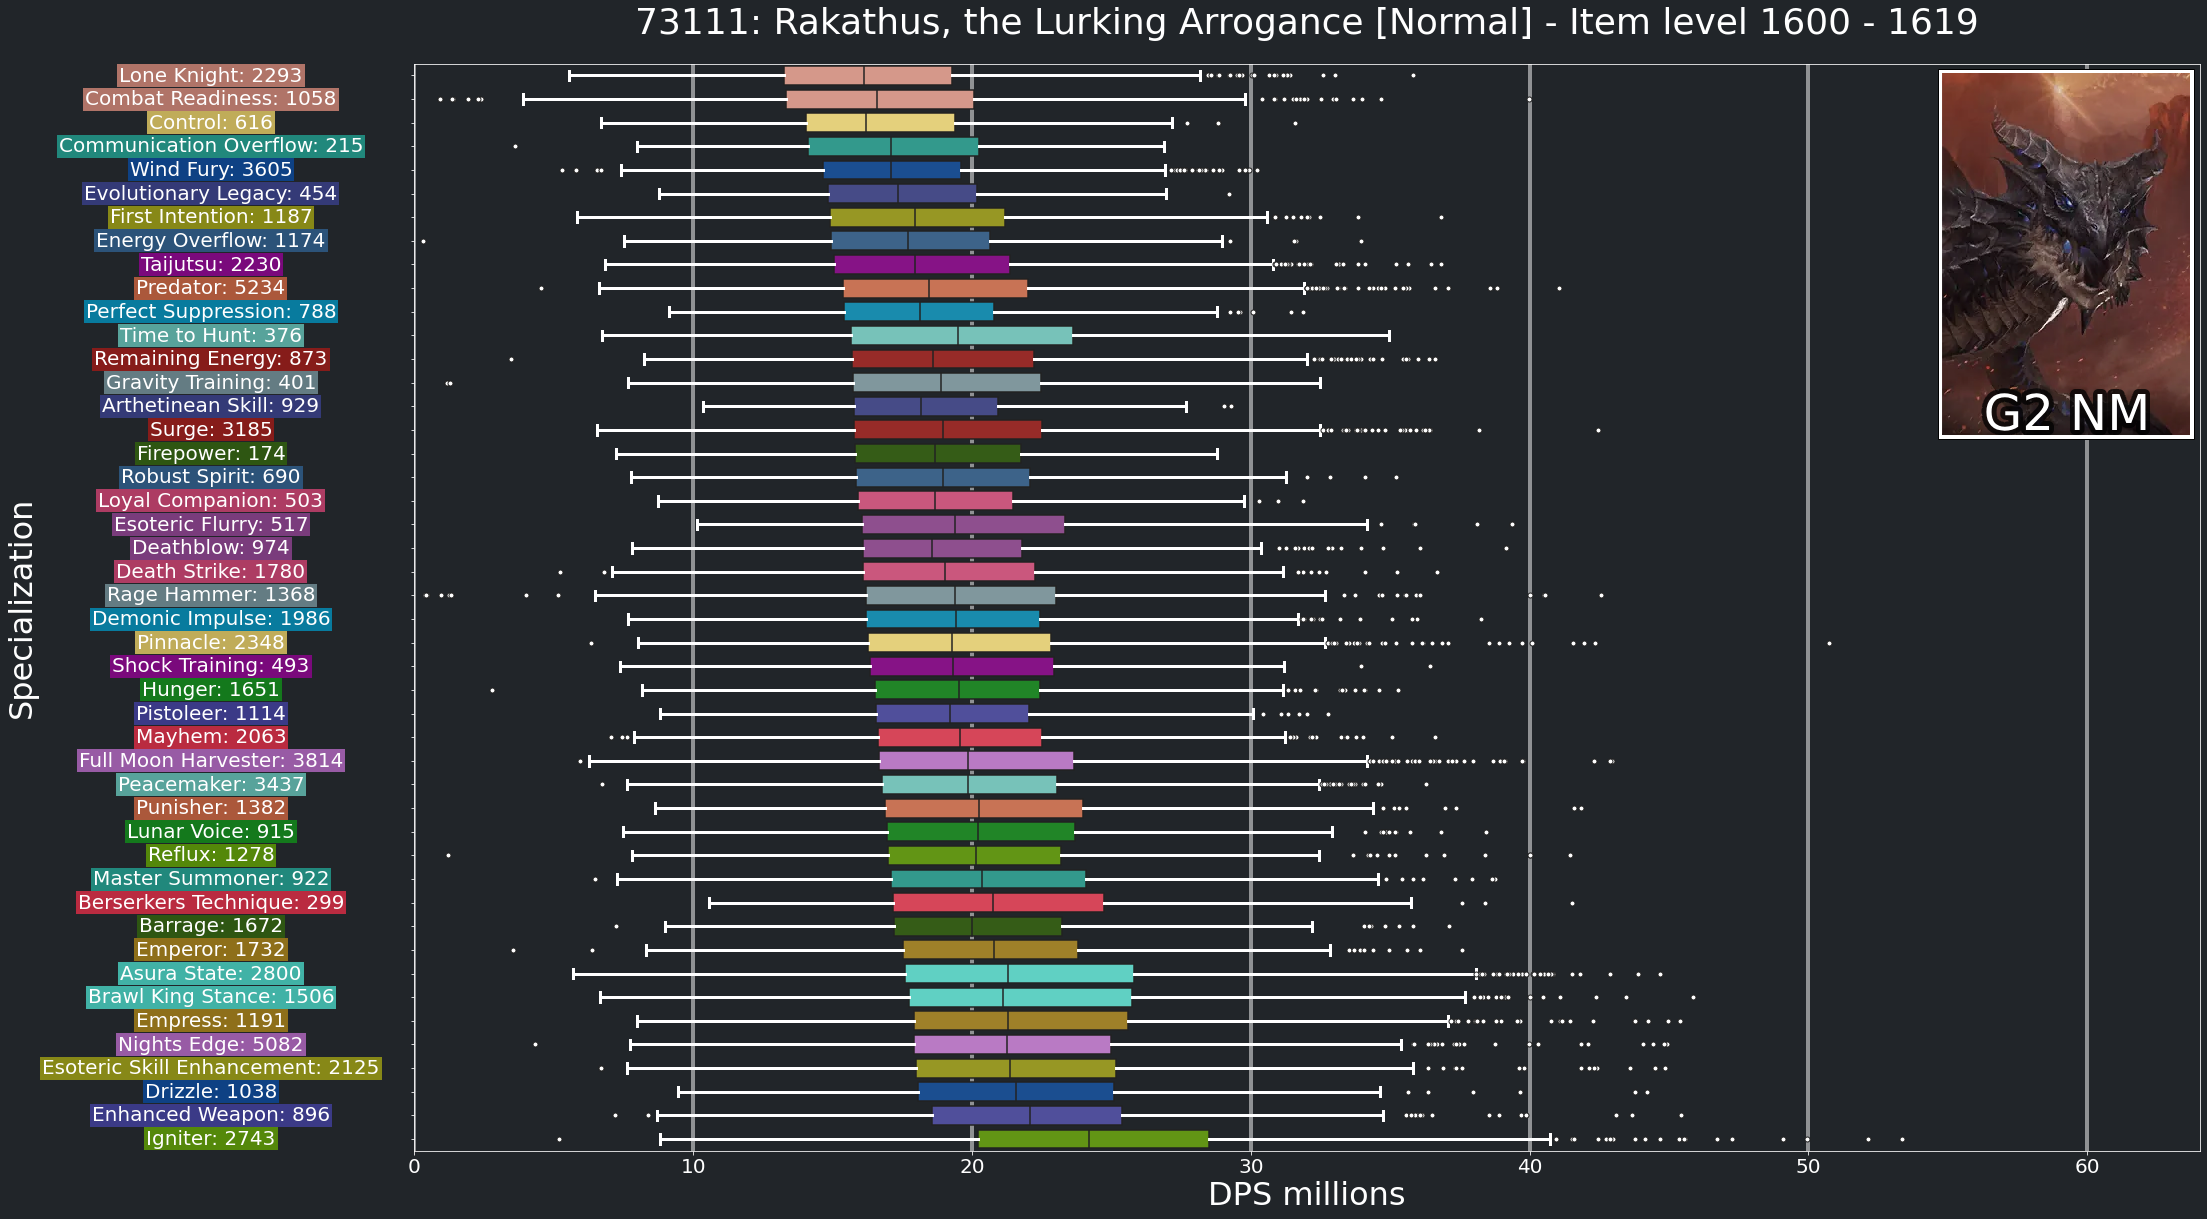 73111: Rakathus, the Lurking Arrogance [Normal] - Item level 1600 - 1619
Lone Knight: 2293
Combat Readiness: 1058
Control: 616
Communication Overflow: 215
Wind Fury: 3605
Evolutionary Legacy: 454
First Intention: 1187
Energy Overflow: 1174
Taijutsu: 2230
Predator: 5234
Perfect Suppression: 788
Time to Hunt: 376
Remaining Energy: 873
Gravity Training: 401
Arthetinean Skill: 929
Surge: 3185
Firepower: 174
Robust Spirit: 690
Loyal Companion: 503
Esoteric Flurry: 517
Deathblow: 974
Death Strike: 1780
Rage Hammer: 1368
Demonic Impulse: 1986
Pinnacle: 2348
Shock Training: 493
Hunger: 1651
Pistoleer: 1114
Mayhem: 2063
Full Moon Harvester: 3814
Peacemaker: 3437
Punisher: 1382
Lunar Voice: 915
Reflux: 1278
Master Summoner: 922
Berserkers Technique: 299
Barrage: 1672
Emperor: 1732
Asura State: 2800
Brawl King Stance: 1506
Empress: 1191
Nights Edge: 5082
Esoteric Skill Enhancement: 2125
Drizzle: 1038
Enhanced Weapon: 896
Igniter: 2743
Specialization
G2 NM
0 10 20 30 40 50 60
DPS millions